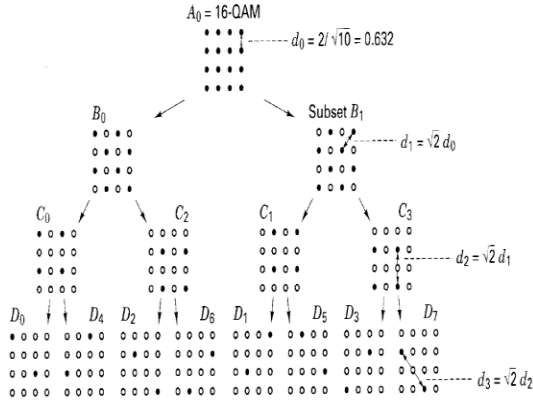 A₀ = 16-QAM
d₀ = 2/ √10 = 0.632
B₀
Subset B₁
d₁ = √2 d₀
C₀
C₂
C₁
C₃
d₂ = √2 d₁
D₀ D₄ D₂ D₆ D₁ D₅ D₃ D₇
d₃ = √2 d₂